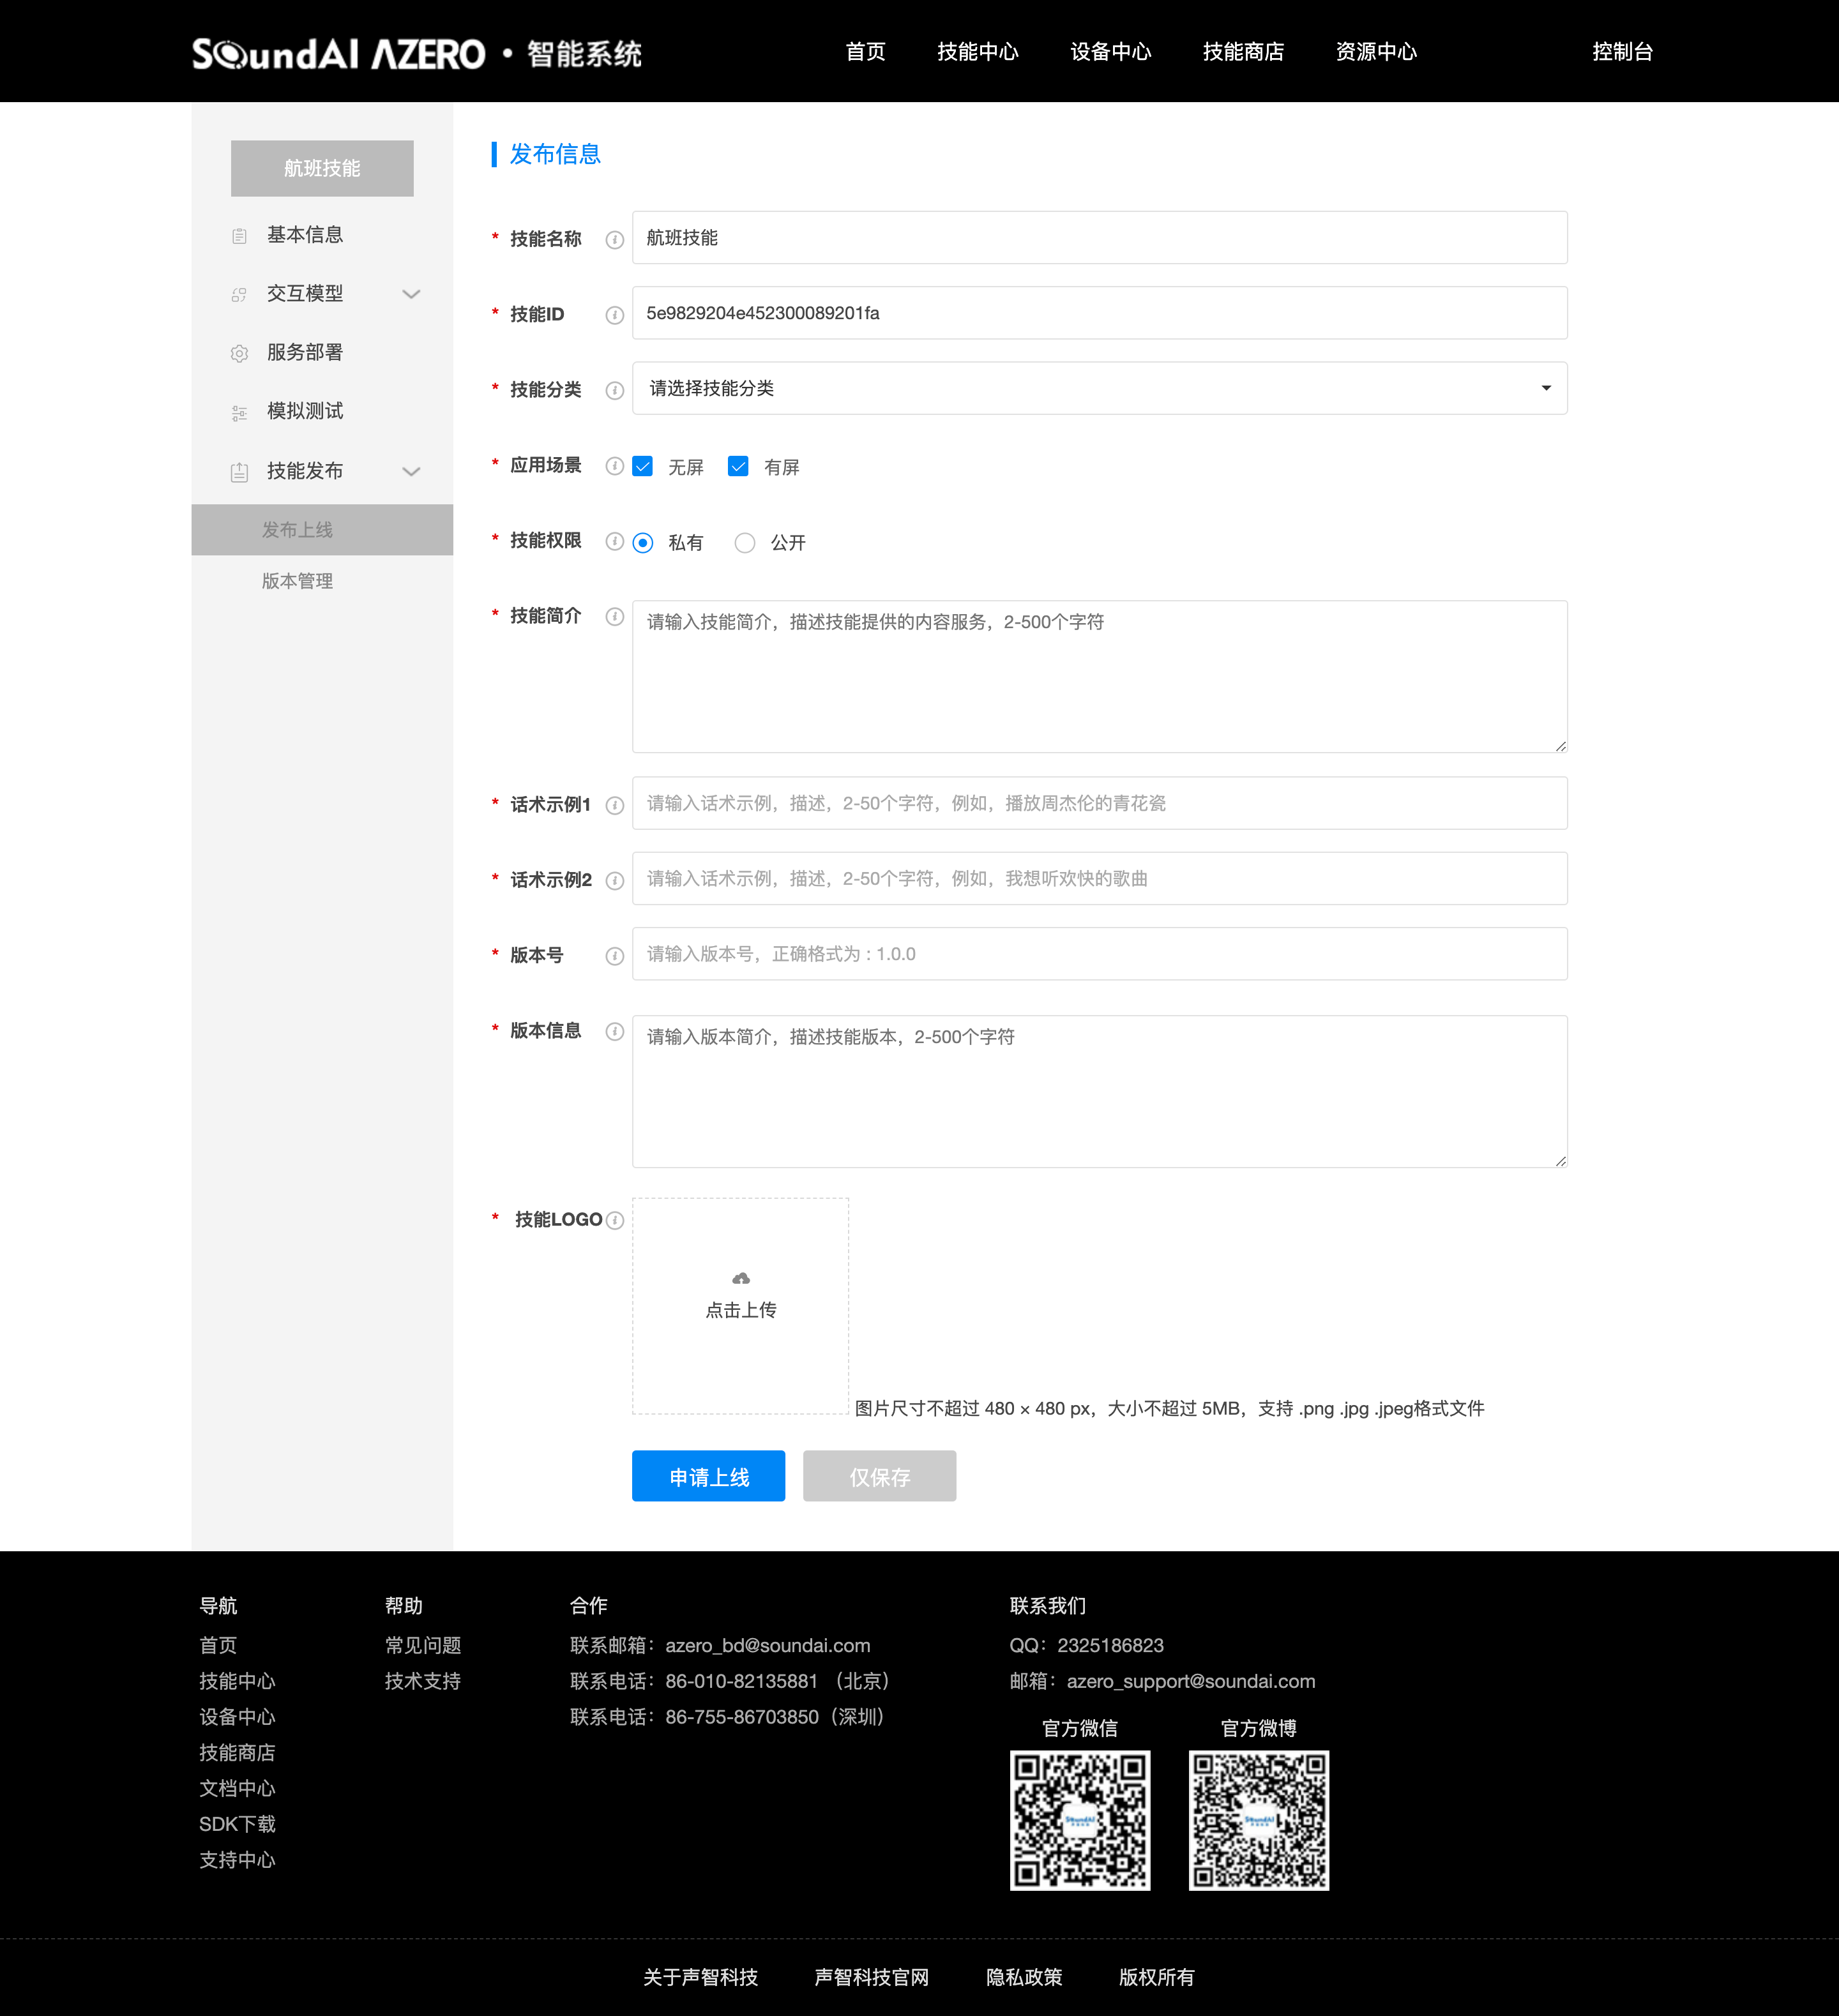 SoundAI AZERO · 智能系统
首页 技能中心 设备中心 技能商店 资源中心 控制台
航班技能
基本信息
交互模型
服务部署
模拟测试
技能发布
发布上线
版本管理
发布信息
* 技能名称 航班技能
* 技能ID 5e9829204e452300089201fa
* 技能分类 请选择技能分类
* 应用场景 无屏 有屏
* 技能权限 私有 公开
* 技能简介 请输入技能简介，描述技能提供的内容服务，2-500个字符
* 话术示例1 请输入话术示例，描述，2-50个字符，例如，播放周杰伦的青花瓷
* 话术示例2 请输入话术示例，描述，2-50个字符，例如，我想听欢快的歌曲
* 版本号 请输入版本号，正确格式为 : 1.0.0
* 版本信息 请输入版本简介，描述技能版本，2-500个字符
* 技能LOGO
点击上传
图片尺寸不超过 480 × 480 px，大小不超过 5MB，支持 .png .jpg .jpeg格式文件
申请上线 仅保存
导航
首页
技能中心
设备中心
技能商店
文档中心
SDK下载
支持中心
帮助
常见问题
技术支持
合作
联系邮箱：azero_bd@soundai.com
联系电话：86-010-82135881 （北京）
联系电话：86-755-86703850（深圳）
联系我们
QQ：2325186823
邮箱：azero_support@soundai.com
官方微信 官方微博
SoundAI SoundAI
关于声智科技 声智科技官网 隐私政策 版权所有